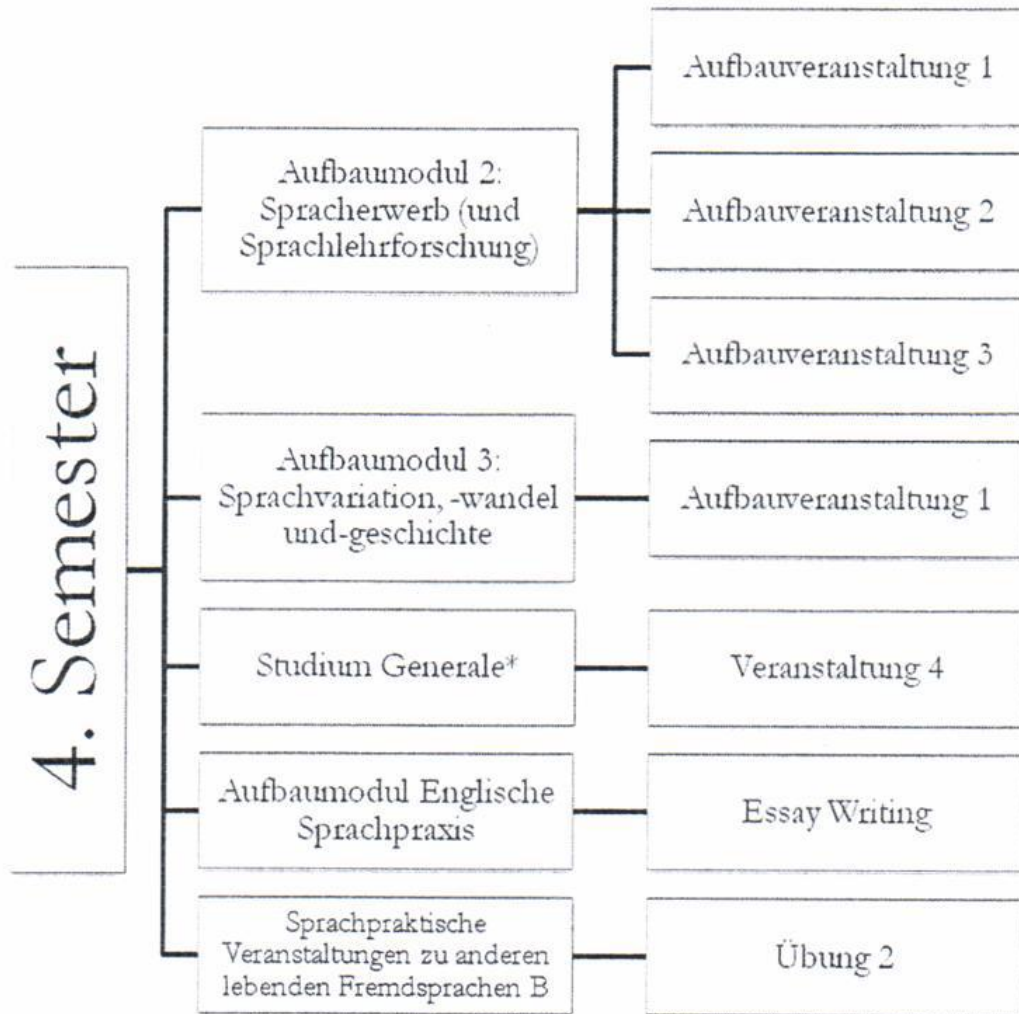 4. Semester
Aufbaumodul 2:
Spracherwerb (und
Sprachlehrforschung)
Aufbauveranstaltung 1
Aufbauveranstaltung 2
Aufbauveranstaltung 3
Aufbaumodul 3:
Sprachvariation, -wandel
und-geschichte
Aufbauveranstaltung 1
Studium Generale*
Veranstaltung 4
Aufbaumodul Englische
Sprachpraxis
Essay Writing
Sprachpraktische
Veranstaltungen zu anderen
lebenden Fremdsprachen B
Übung 2